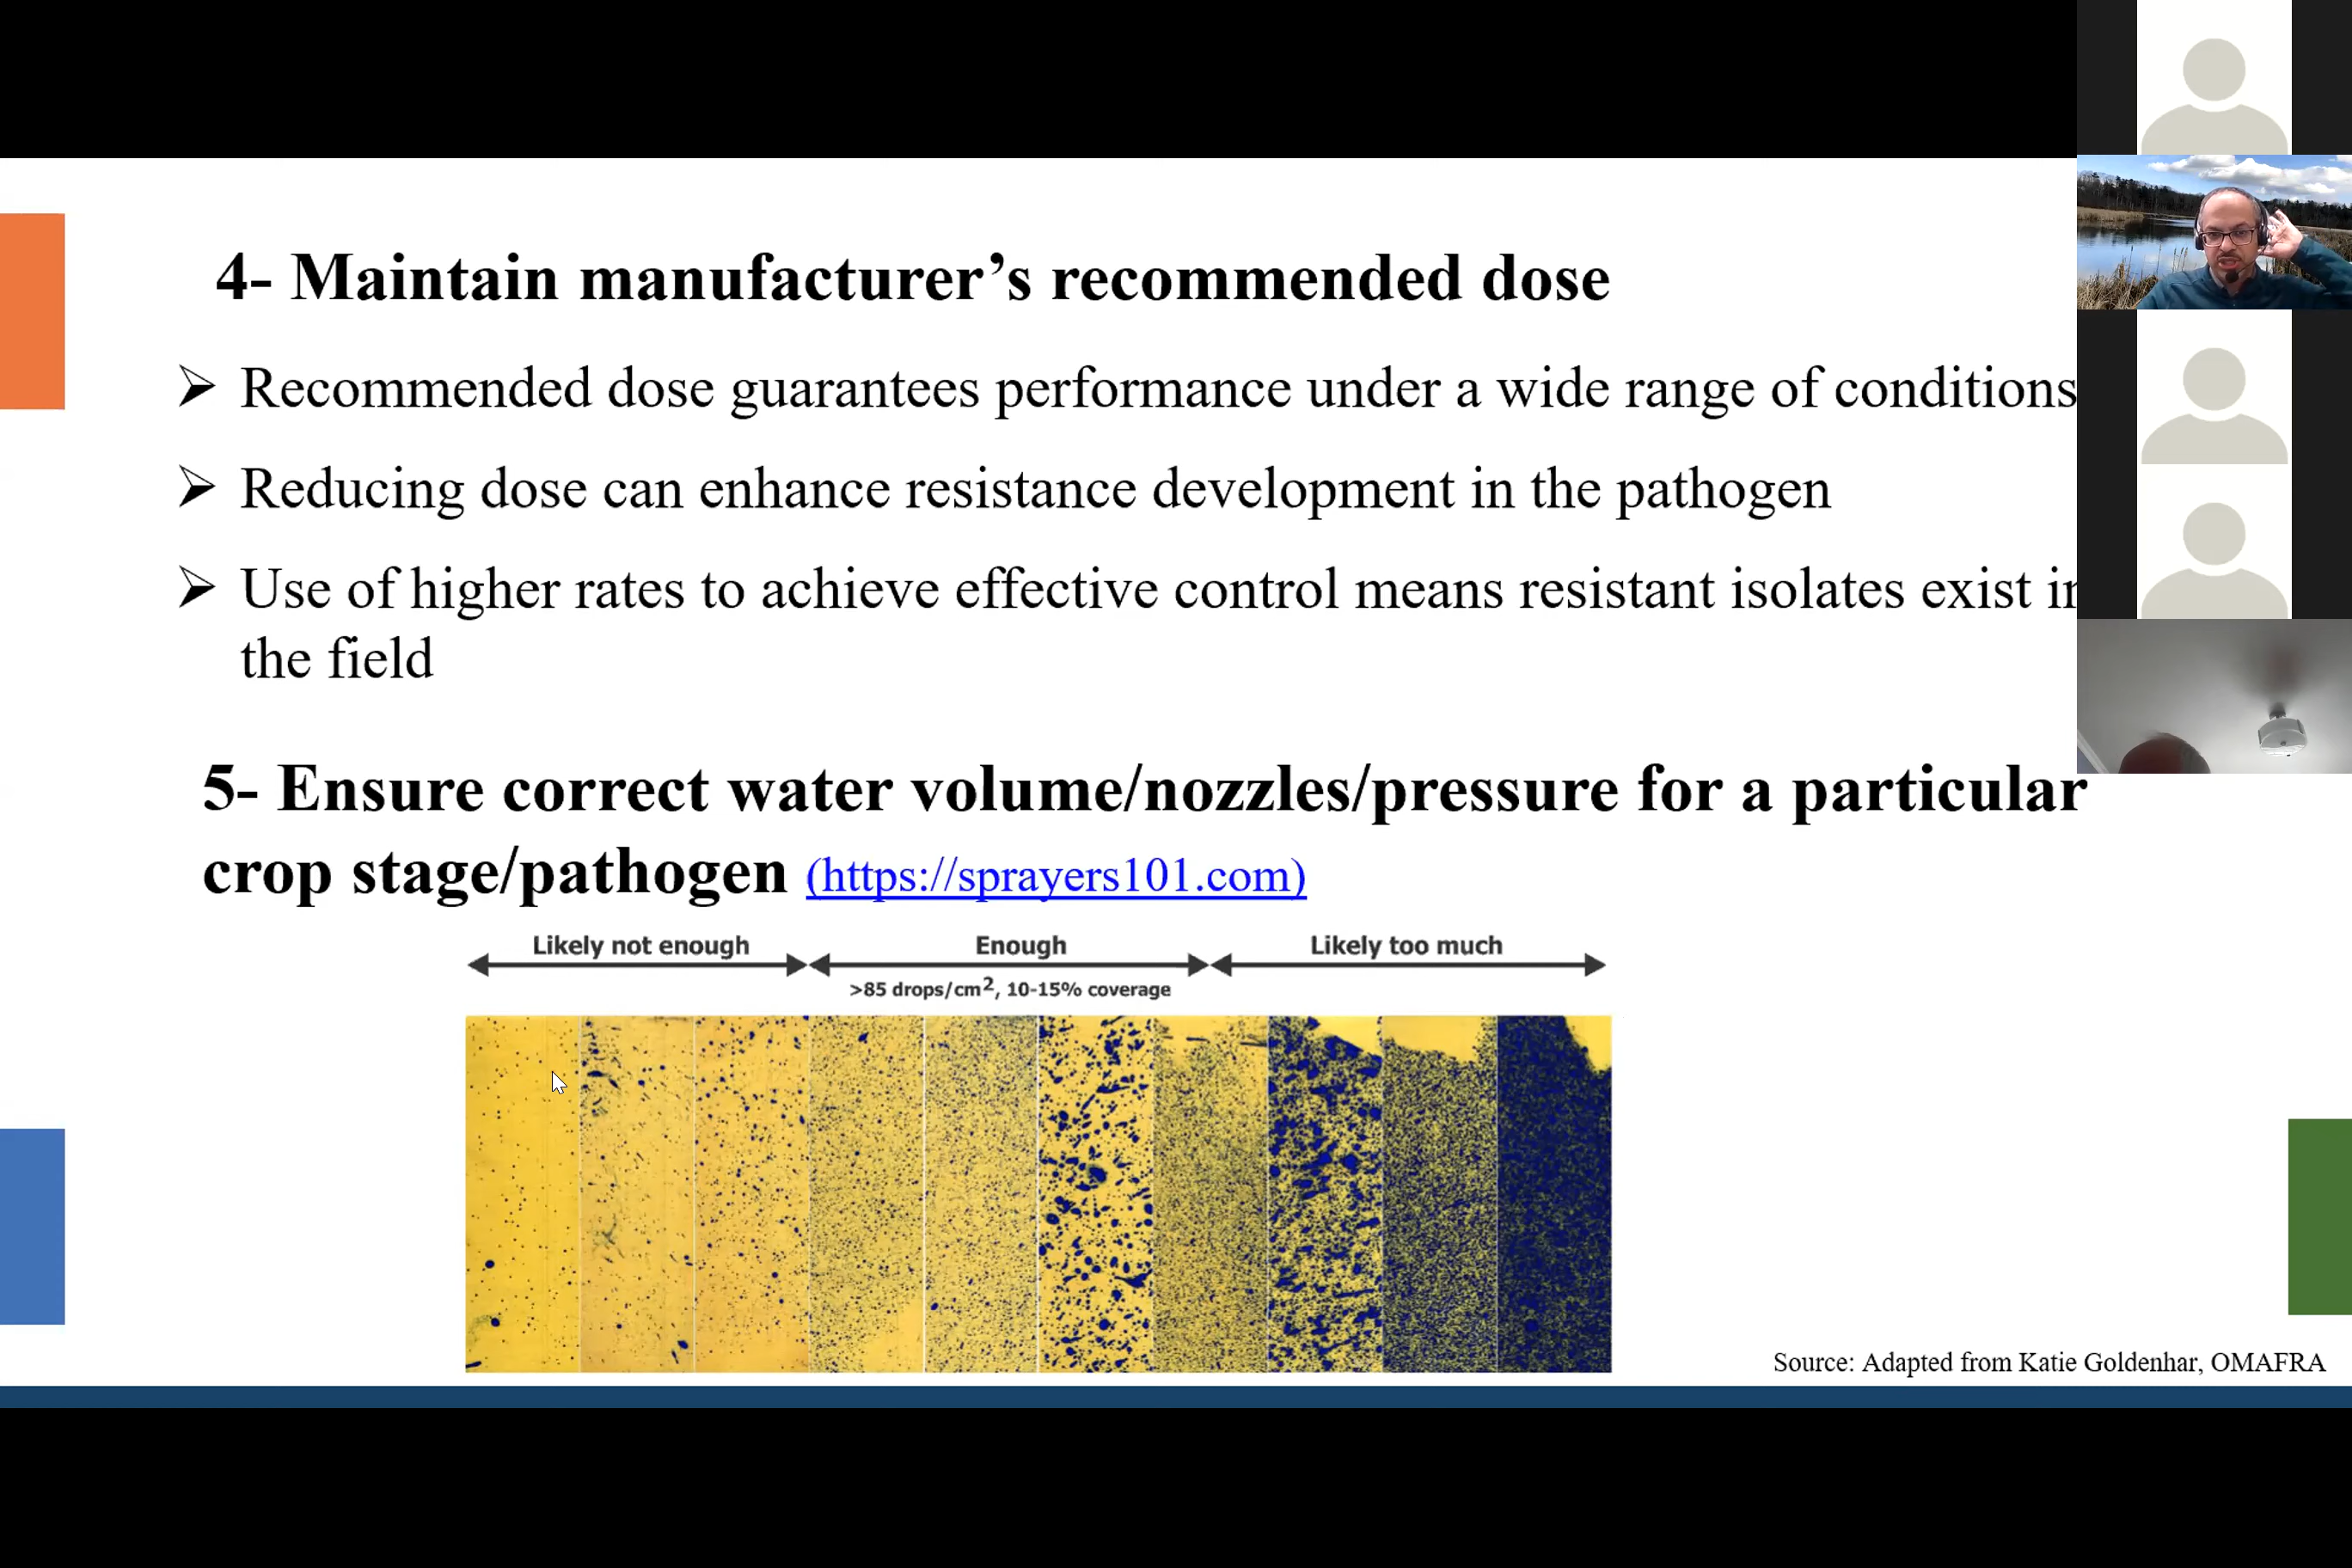 4- Maintain manufacturer’s recommended dose
➢ Recommended dose guarantees performance under a wide range of conditions
➢ Reducing dose can enhance resistance development in the pathogen
➢ Use of higher rates to achieve effective control means resistant isolates exist in
the field
5- Ensure correct water volume/nozzles/pressure for a particular
crop stage/pathogen (https://sprayers101.com)
Likely not enough Enough Likely too much
>85 drops/cm², 10-15% coverage
Source: Adapted from Katie Goldenhar, OMAFRA